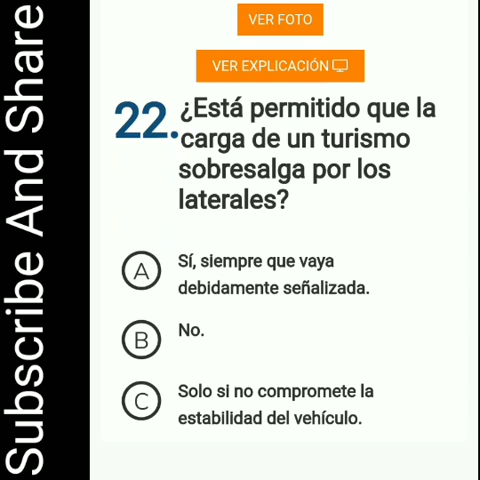 Subscribe And Share
VER FOTO
VER EXPLICACIÓN
22. ¿Está permitido que la
carga de un turismo
sobresalga por los
laterales?
A Sí, siempre que vaya
debidamente señalizada.
B No.
C Solo si no compromete la
estabilidad del vehículo.